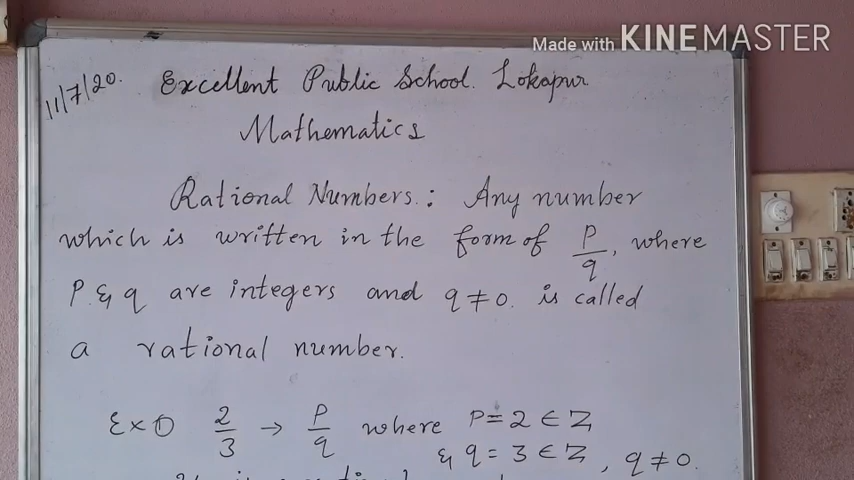 Made with KINEMASTER
11/7/20. Excellent Public School. Lokapur
Mathematics
Rational Numbers: Any number
which is written in the form of P/q, where
P & q are integers and q ≠ 0. is called
a rational number.
Ex ① 2/3 → P/q where P = 2 ∈ Z
& q = 3 ∈ Z, q ≠ 0.